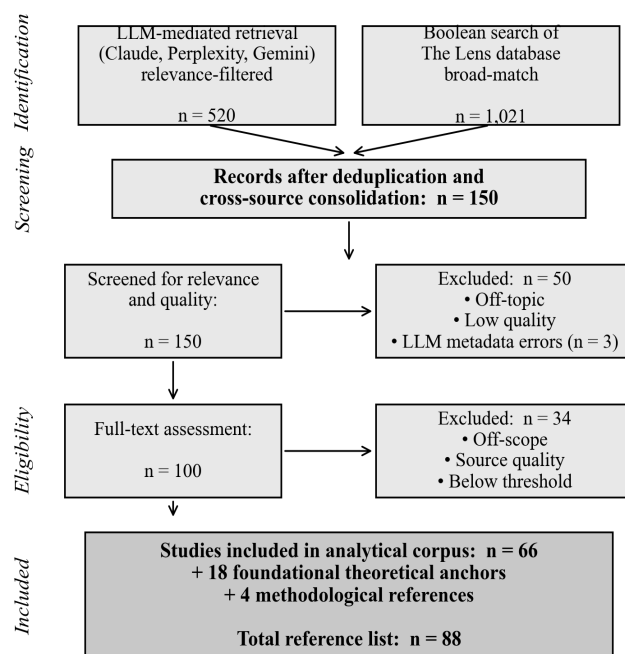 Identification
LLM-mediated retrieval
(Claude, Perplexity, Gemini)
relevance-filtered
n = 520
Boolean search of
The Lens database
broad-match
n = 1,021
Screening
Records after deduplication and
cross-source consolidation: n = 150
Screened for relevance
and quality:
n = 150
Excluded: n = 50
• Off-topic
• Low quality
• LLM metadata errors (n = 3)
Eligibility
Full-text assessment:
n = 100
Excluded: n = 34
• Off-scope
• Source quality
• Below threshold
Included
Studies included in analytical corpus: n = 66
+ 18 foundational theoretical anchors
+ 4 methodological references
Total reference list: n = 88